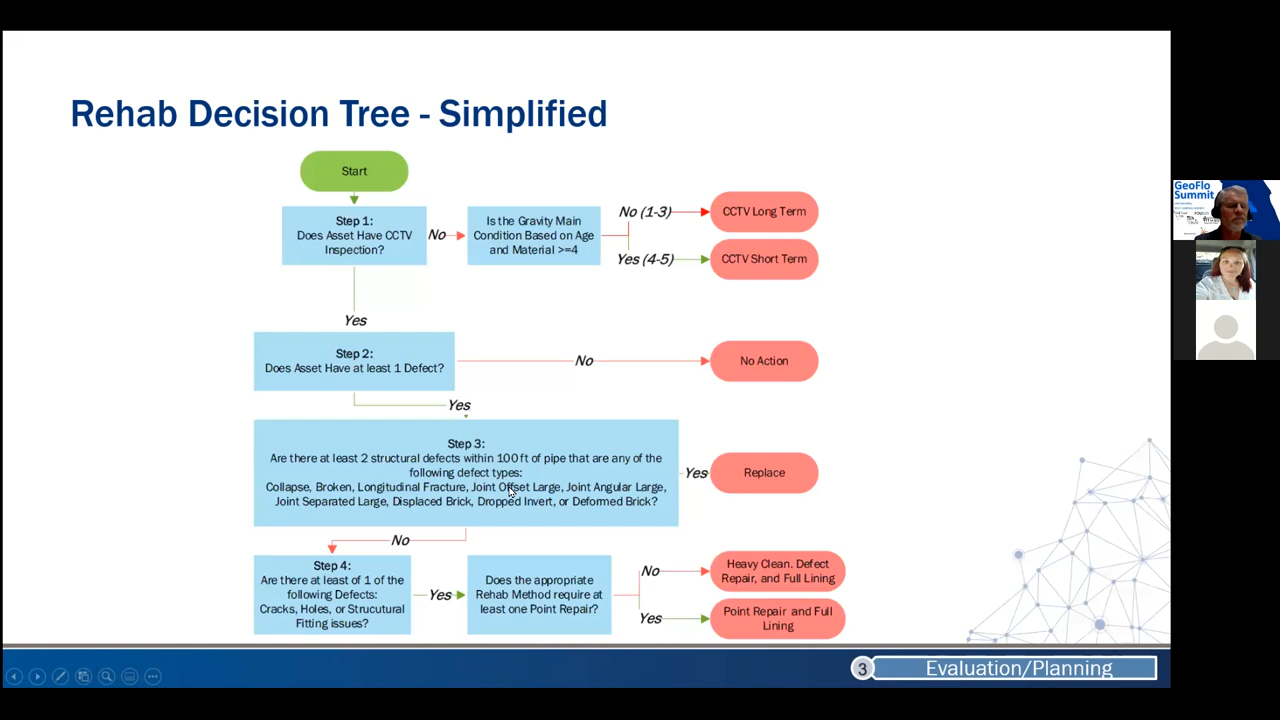 Rehab Decision Tree - Simplified
Start
Step 1:
Does Asset Have CCTV
Inspection?
No
Is the Gravity Main
Condition Based on Age
and Material >=4
No (1-3)
CCTV Long Term
Yes (4-5)
CCTV Short Term
Yes
Step 2:
Does Asset Have at least 1 Defect?
No
No Action
Yes
Step 3:
Are there at least 2 structural defects within 100 ft of pipe that are any of the
following defect types:
Collapse, Broken, Longitudinal Fracture, Joint Offset Large, Joint Angular Large,
Joint Separated Large, Displaced Brick, Dropped Invert, or Deformed Brick?
Yes
Replace
No
Step 4:
Are there at least of 1 of the
following Defects:
Cracks, Holes, or Strucutural
Fitting issues?
Yes
Does the appropriate
Rehab Method require at
least one Point Repair?
No
Heavy Clean. Defect
Repair, and Full Lining
Yes
Point Repair and Full
Lining
3
Evaluation/Planning
GeoFlo
Summit